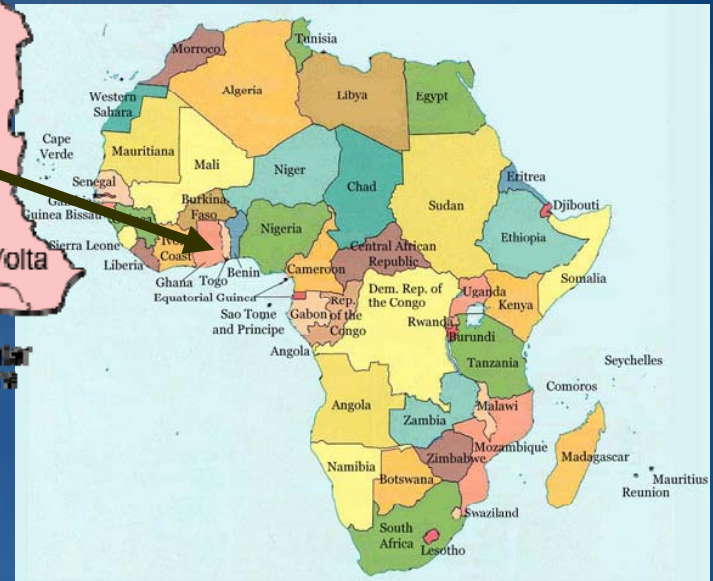 Tunisia
Morroco
Algeria
Libya
Egypt
Western
Sahara
Cape
Verde
Mauritiana
Mali
Niger
Chad
Sudan
Eritrea
Djibouti
Senegal
Guinea Bissau
Burkina
Faso
Nigeria
Ethiopia
Sierra Leone
Coast
Central African
Republic
Somalia
Volta
Liberia
Ghana
Togo
Benin
Cameroon
Equatorial Guinea
Dem. Rep. of
the Congo
Uganda
Kenya
Sao Tome
and Principe
Gabon
Rep.
of the
Congo
Rwanda
Burundi
Tanzania
Angola
Seychelles
Comoros
Angola
Zambia
Malawi
Mozambique
Zimbabwe
Madagascar
Mauritius
Reunion
Namibia
Botswana
Swaziland
South
Africa
Lesotho